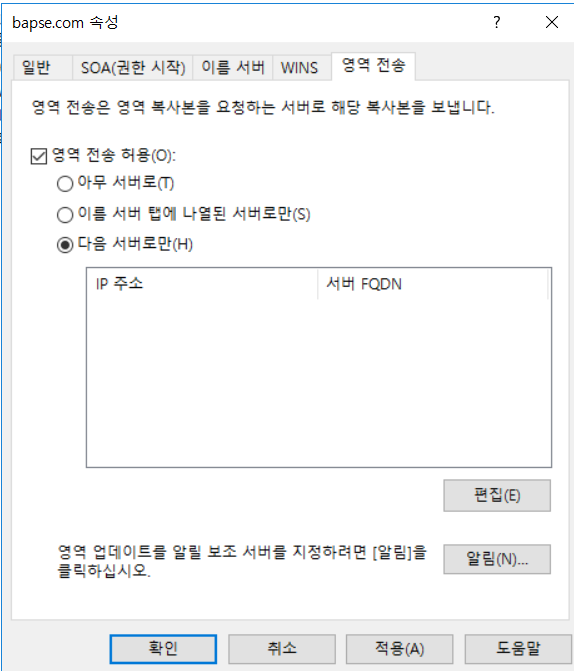 bapse.com 속성
?
일반 SOA(권한 시작) 이름 서버 WINS 영역 전송
영역 전송은 영역 복사본을 요청하는 서버로 해당 복사본을 보냅니다.
영역 전송 허용(O):
아무 서버로(T)
이름 서버 탭에 나열된 서버로만(S)
다음 서버로만(H)
IP 주소 서버 FQDN
편집(E)
영역 업데이트를 알릴 보조 서버를 지정하려면 [알림]을
클릭하십시오.
알림(N)...
확인 취소 적용(A) 도움말